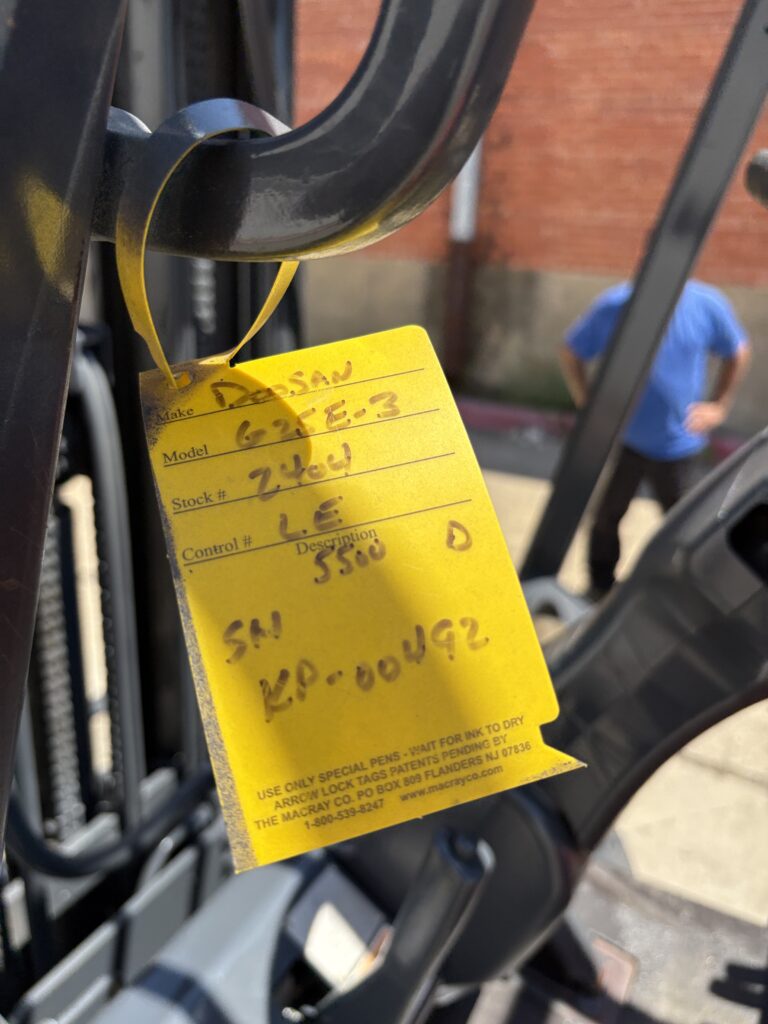 Make DOOSAN
Model G25E-3
Stock # 2404
Control # LE
Description
5500 D
SN
KP-00492
USE ONLY SPECIAL PENS - WAIT FOR INK TO DRY
ARROW LOCK TAGS PATENTS PENDING BY
THE MACRAY CO. PO BOX 809 FLANDERS NJ 07836
1-800-539-8247 www.macrayco.com